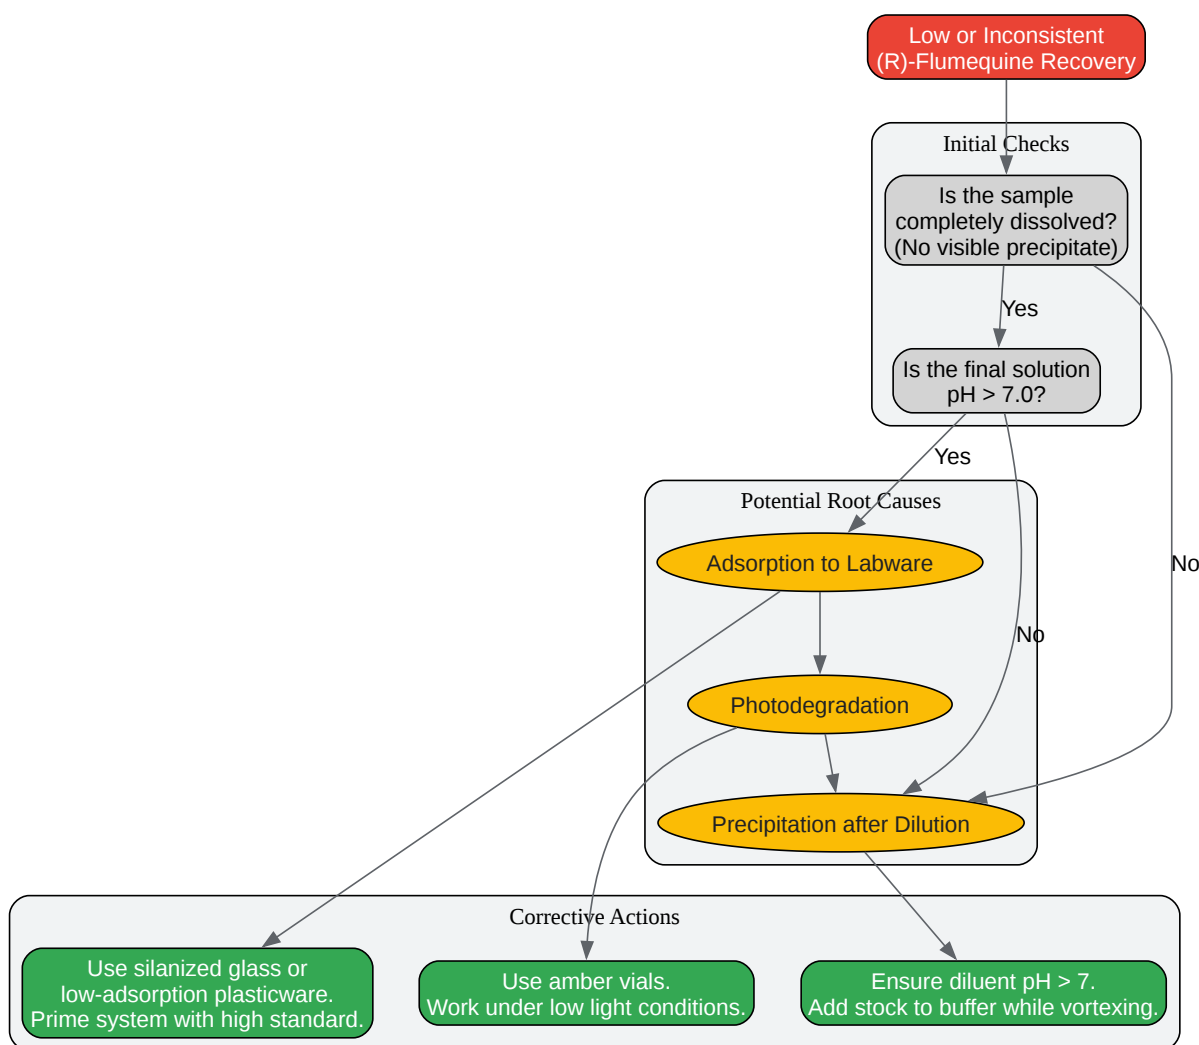 Low or Inconsistent
(R)-Flumequine Recovery
Initial Checks
Is the sample
completely dissolved?
(No visible precipitate)
Yes
Is the final solution
pH > 7.0?
Yes
Potential Root Causes
Adsorption to Labware
No
No
Photodegradation
Precipitation after Dilution
Corrective Actions
Use silanized glass or
low-adsorption plasticware.
Prime system with high standard.
Use amber vials.
Work under low light conditions.
Ensure diluent pH > 7.
Add stock to buffer while vortexing.